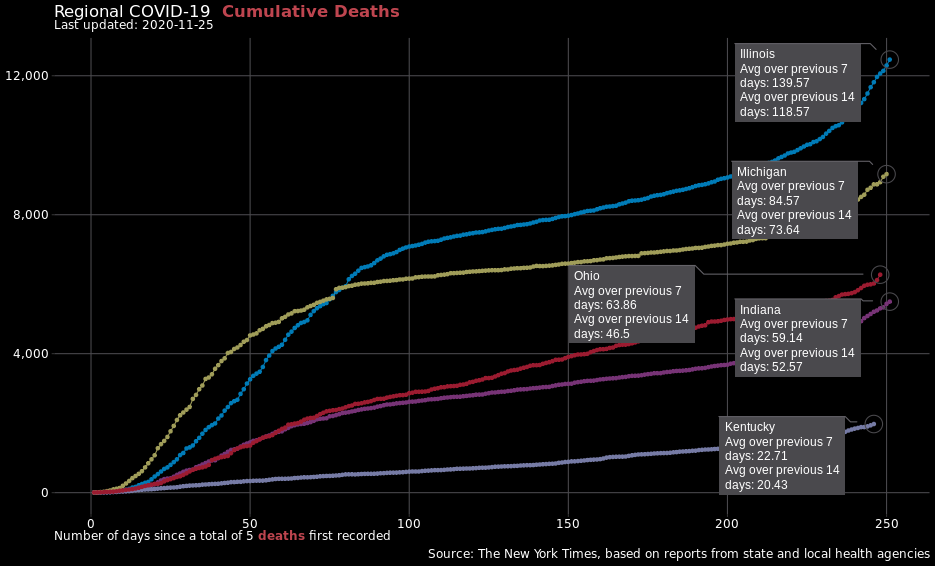 Regional COVID-19 Cumulative Deaths
Last updated: 2020-11-25
12,000
8,000
4,000
0
Illinois
Avg over previous 7
days: 139.57
Avg over previous 14
days: 118.57
Michigan
Avg over previous 7
days: 84.57
Avg over previous 14
days: 73.64
Ohio
Avg over previous 7
days: 63.86
Avg over previous 14
days: 46.5
Indiana
Avg over previous 7
days: 59.14
Avg over previous 14
days: 52.57
Kentucky
Avg over previous 7
days: 22.71
Avg over previous 14
days: 20.43
0 50 100 150 200 250
Number of days since a total of 5 deaths first recorded
Source: The New York Times, based on reports from state and local health agencies